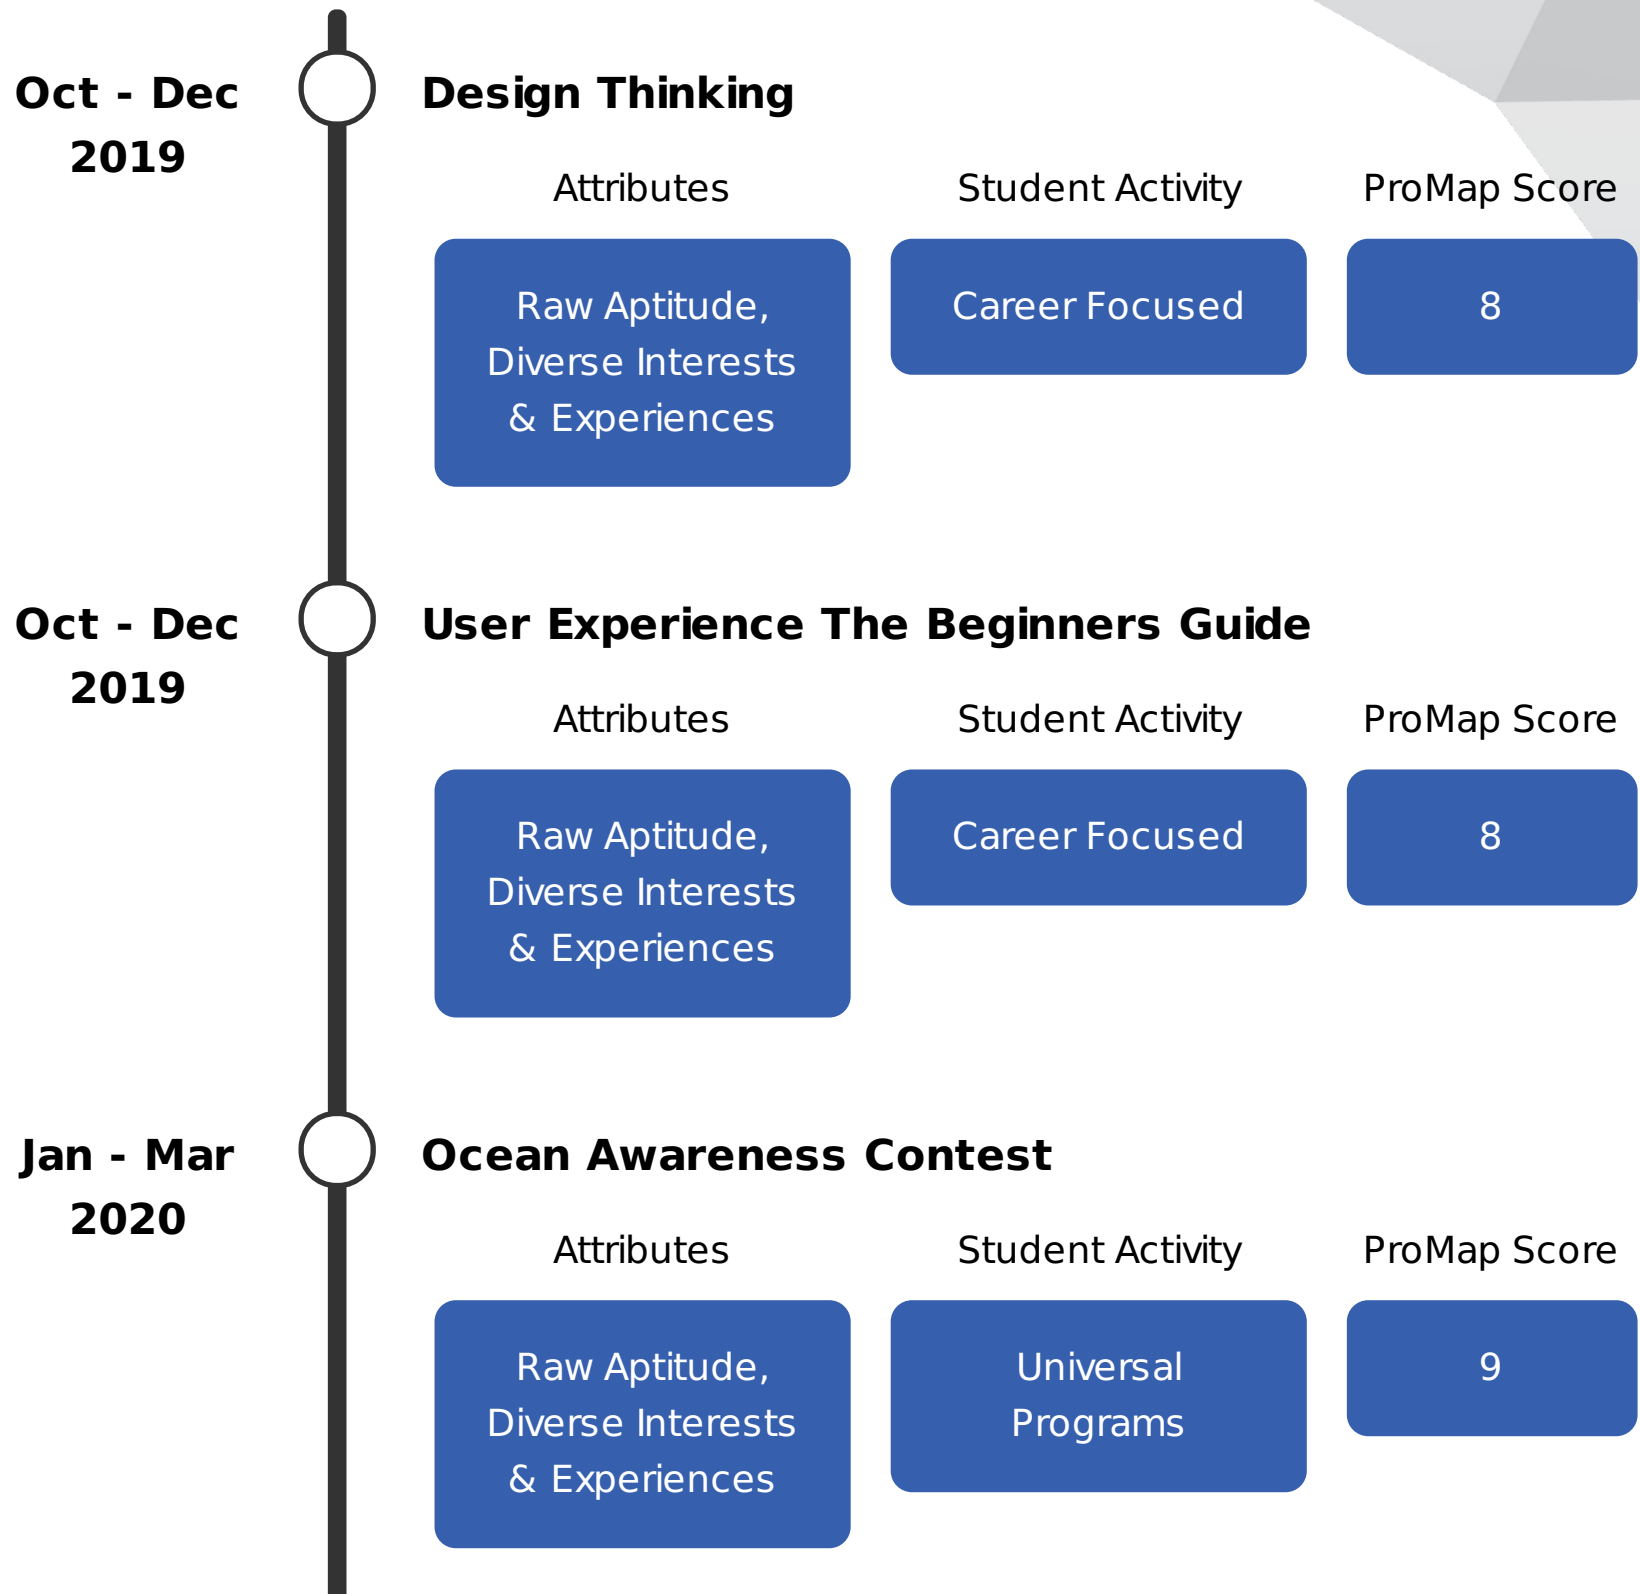 Oct - Dec
2019
Design Thinking
Attributes
Student Activity
ProMap Score
Raw Aptitude,
Diverse Interests
& Experiences
Career Focused
8
Oct - Dec
2019
User Experience The Beginners Guide
Attributes
Student Activity
ProMap Score
Raw Aptitude,
Diverse Interests
& Experiences
Career Focused
8
Jan - Mar
2020
Ocean Awareness Contest
Attributes
Student Activity
ProMap Score
Raw Aptitude,
Diverse Interests
& Experiences
Universal
Programs
9